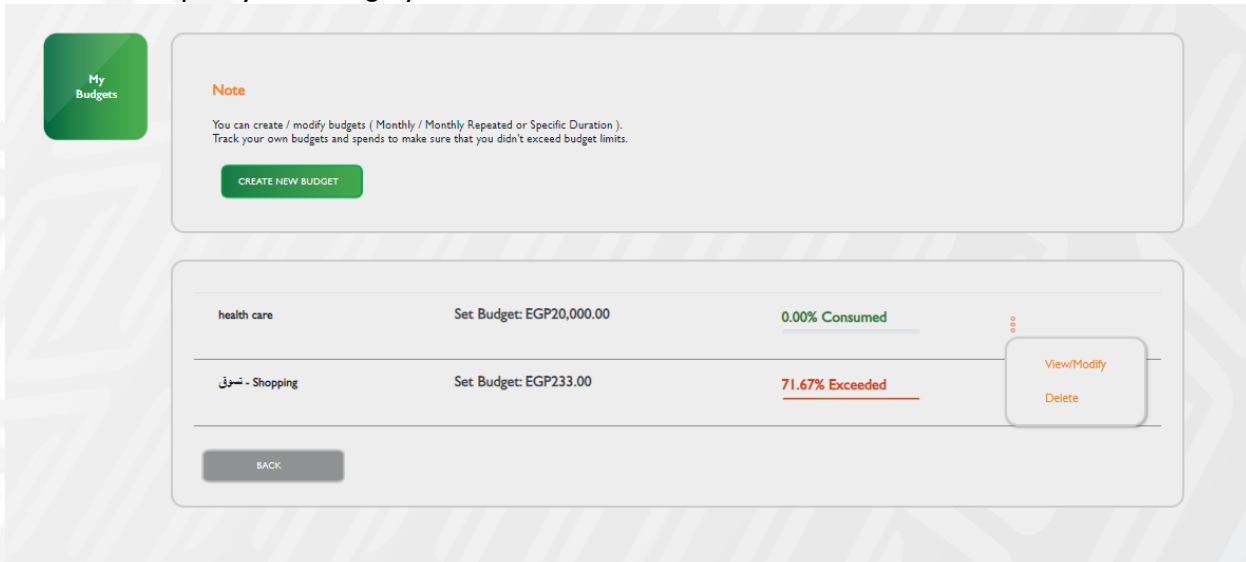 My
Budgets
Note
You can create / modify budgets ( Monthly / Monthly Repeated or Specific Duration ).
Track your own budgets and spends to make sure that you didn't exceed budget limits.
CREATE NEW BUDGET
health care Set Budget: EGP20,000.00 0.00% Consumed
View/Modify
تسوق - Shopping Set Budget: EGP233.00 71.67% Exceeded
Delete
BACK